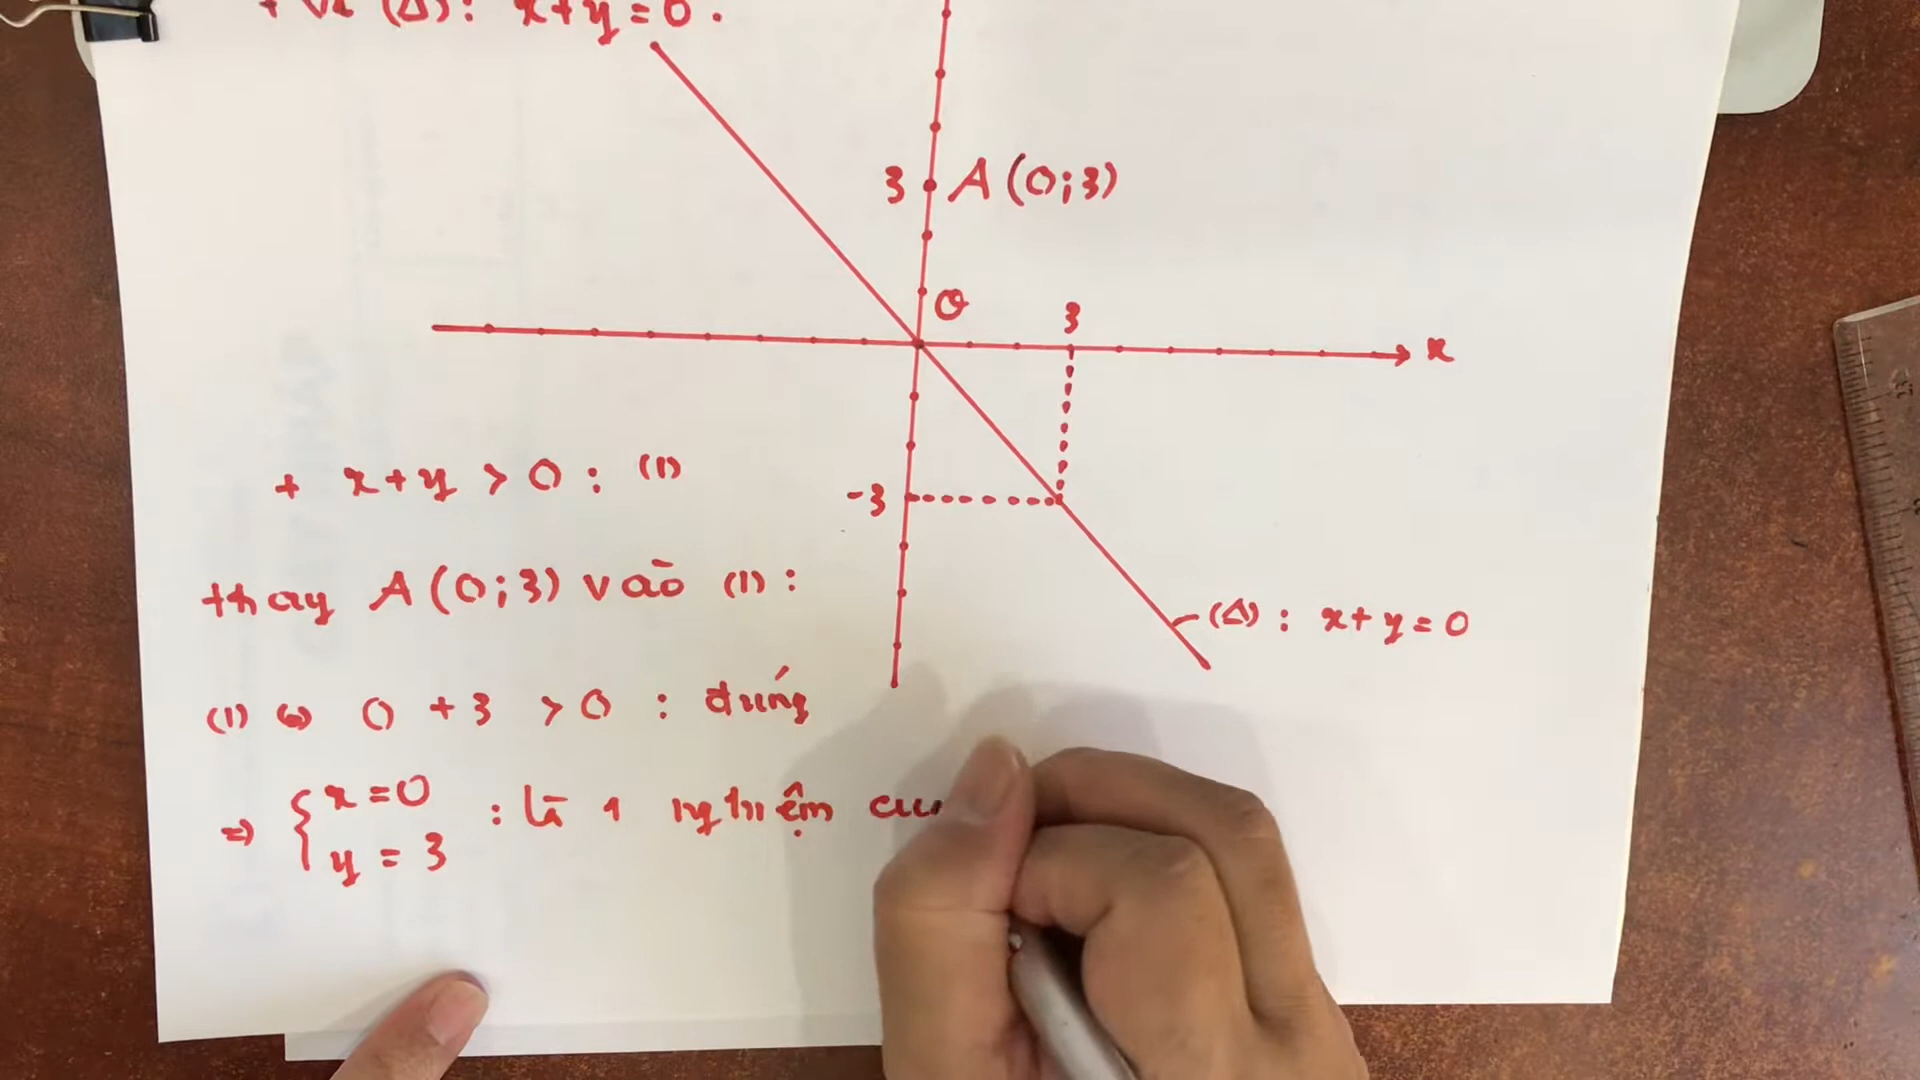 + Vẽ (Δ): x+y=0.
3 A(0;3)
O
3
x
+ x+y > 0 : (1)
-3
thay A(0;3) vào (1) :
(Δ) : x+y=0
(1) ⇔ 0 + 3 > 0 : đúng
⇒ { x=0
y = 3
: là 1 nghiệm